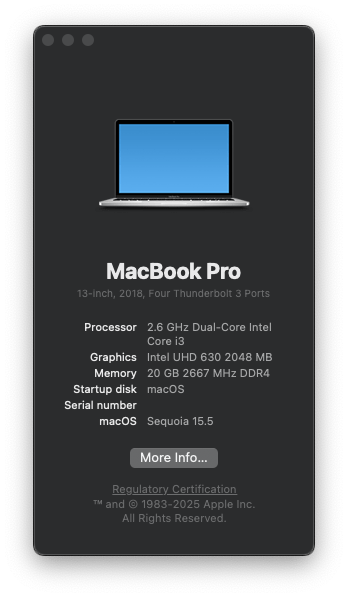 MacBook Pro
13-inch, 2018, Four Thunderbolt 3 Ports
Processor 2.6 GHz Dual-Core Intel
Core i3
Graphics Intel UHD 630 2048 MB
Memory 20 GB 2667 MHz DDR4
Startup disk macOS
Serial number
macOS Sequoia 15.5
More Info...
Regulatory Certification
™ and © 1983-2025 Apple Inc.
All Rights Reserved.